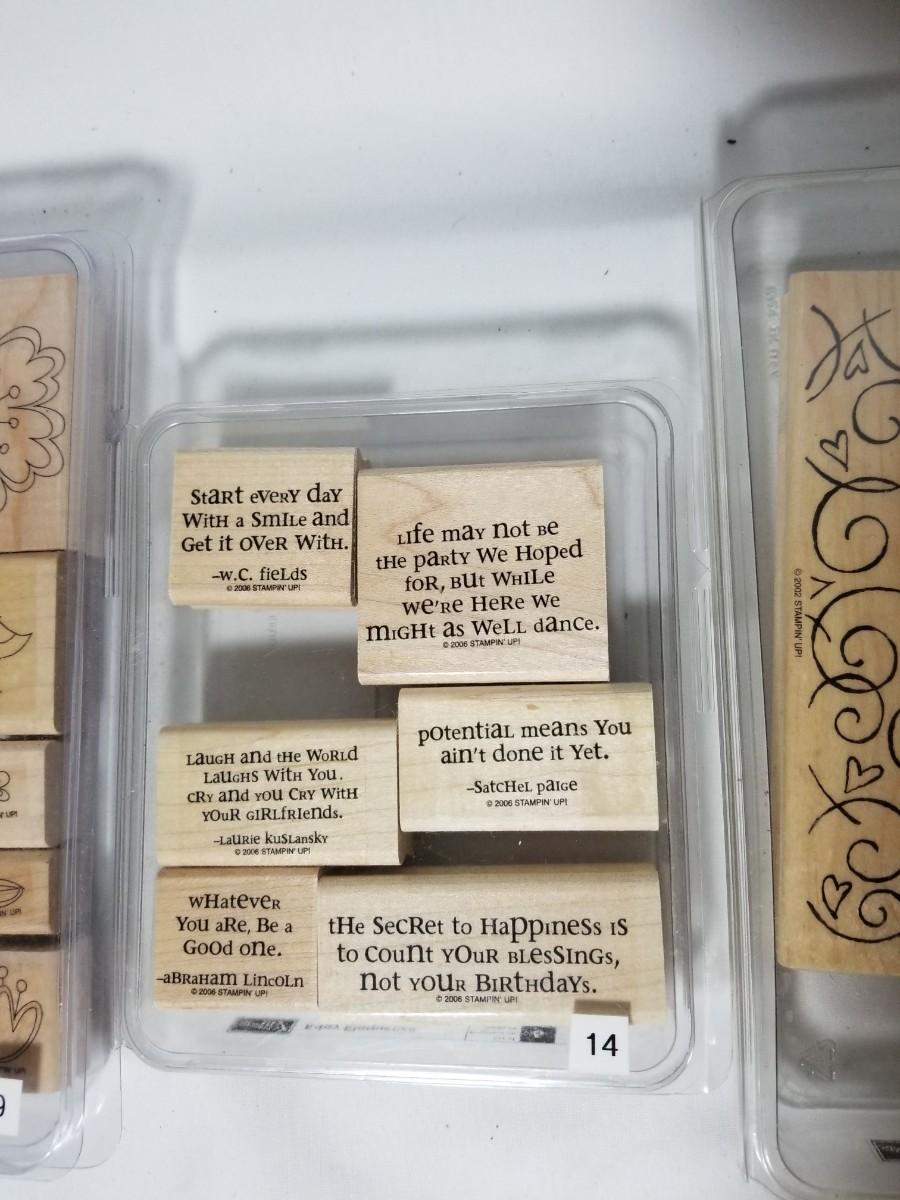 Start every day
With a Smile and
Get it over With.
-W.C. fields
© 2006 STAMPIN' UP!
Life may not be
the party We Hoped
for, but While
we're Here We
might as Well dance.
© 2006 STAMPIN' UP!
Laugh and the World
Laughs With You.
Cry and you Cry With
your Girlfriends.
-Laurie Kuslansky
© 2006 STAMPIN' UP!
potential means You
ain't done it Yet.
-Satchel paige
© 2006 STAMPIN' UP!
wHatever
You are, Be a
Good one.
-abraham Lincoln
© 2006 STAMPIN' UP!
tHe Secret to Happiness is
to count your blessings,
not your Birthdays.
© 2006 STAMPIN' UP!
14
© 2002 STAMPIN' UP!
9